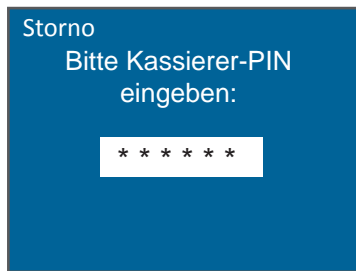 Storno
Bitte Kassierer-PIN
eingeben:
* * * * * *